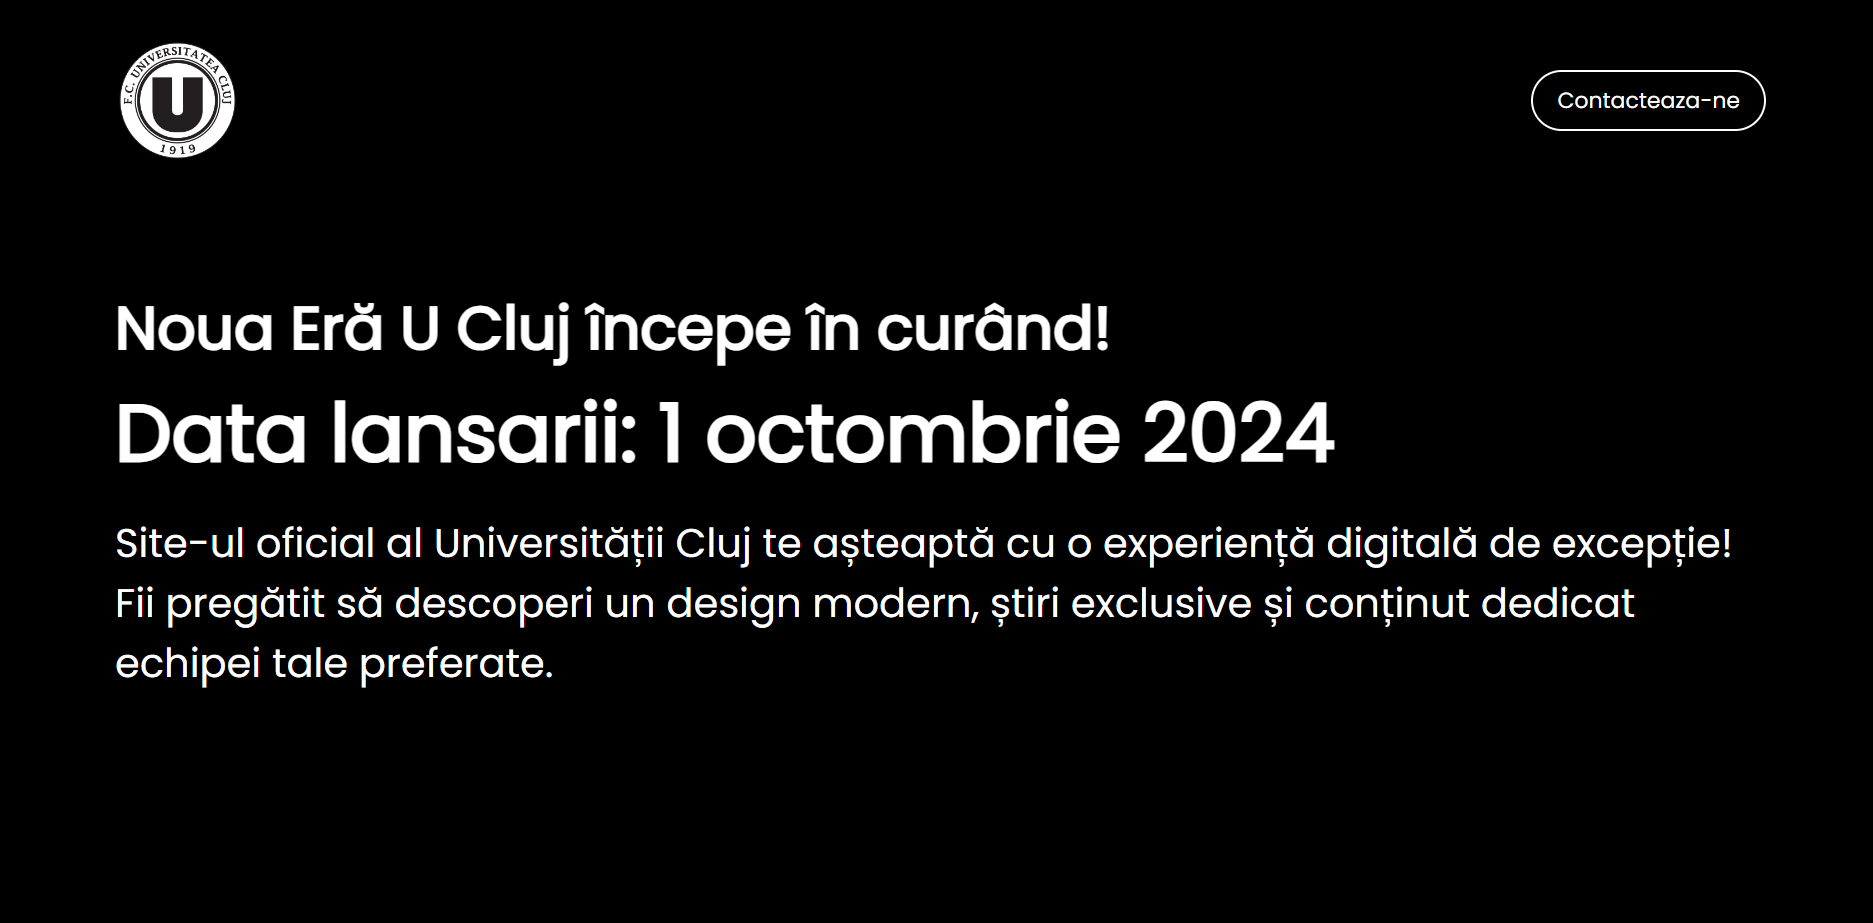 F.C. UNIVERSITATEA CLUJ
U
1919
Contacteaza-ne
Noua Eră U Cluj începe în curând!
Data lansarii: 1 octombrie 2024
Site-ul oficial al Universității Cluj te așteaptă cu o experiență digitală de excepție!
Fii pregătit să descoperi un design modern, știri exclusive și conținut dedicat
echipei tale preferate.